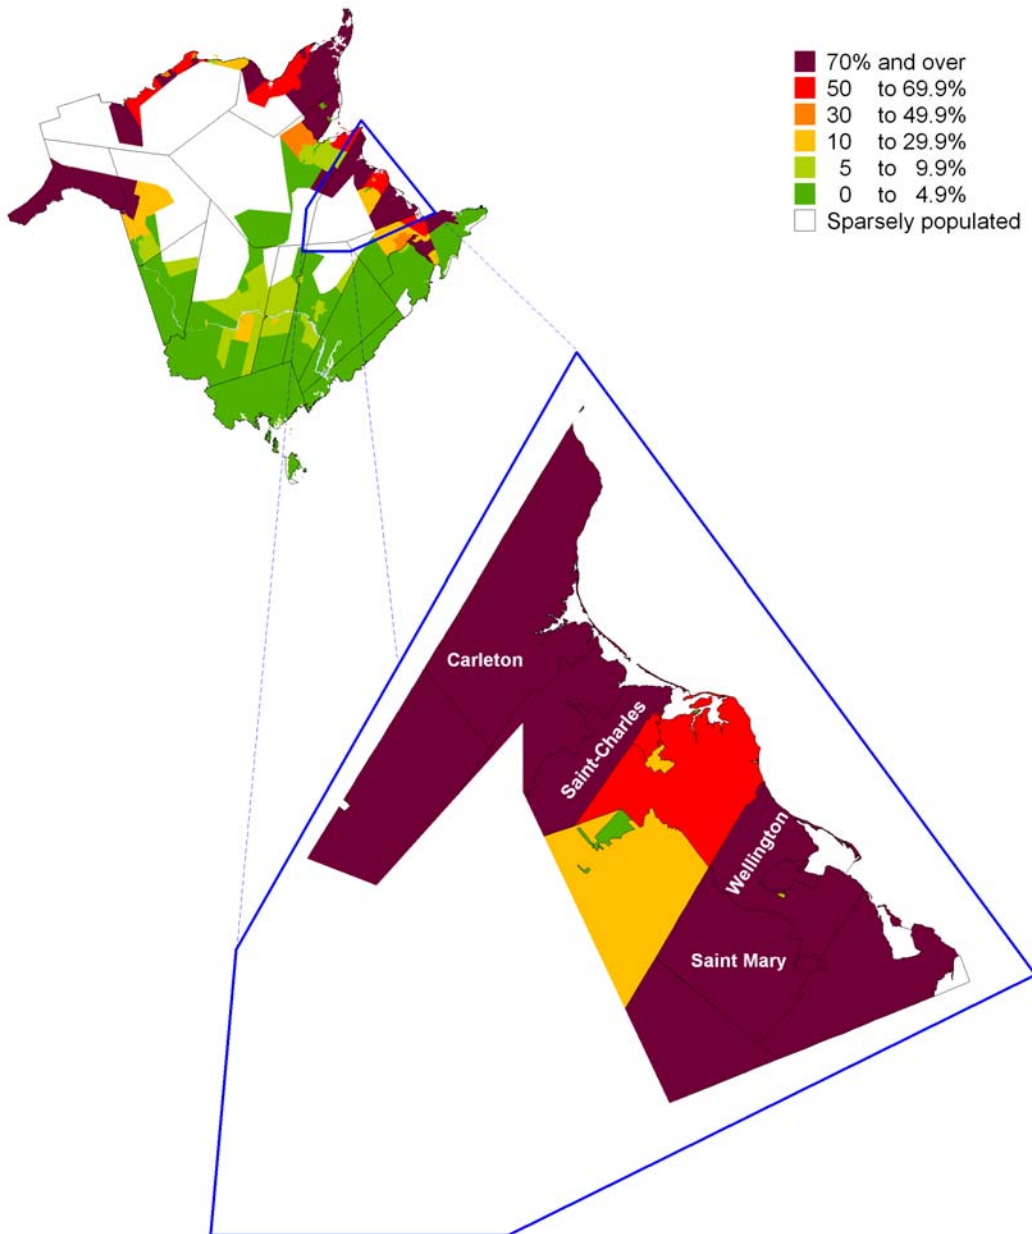 70% and over
50 to 69.9%
30 to 49.9%
10 to 29.9%
5 to 9.9%
0 to 4.9%
Sparsely populated
Carleton
Saint-Charles
Wellington
Saint Mary